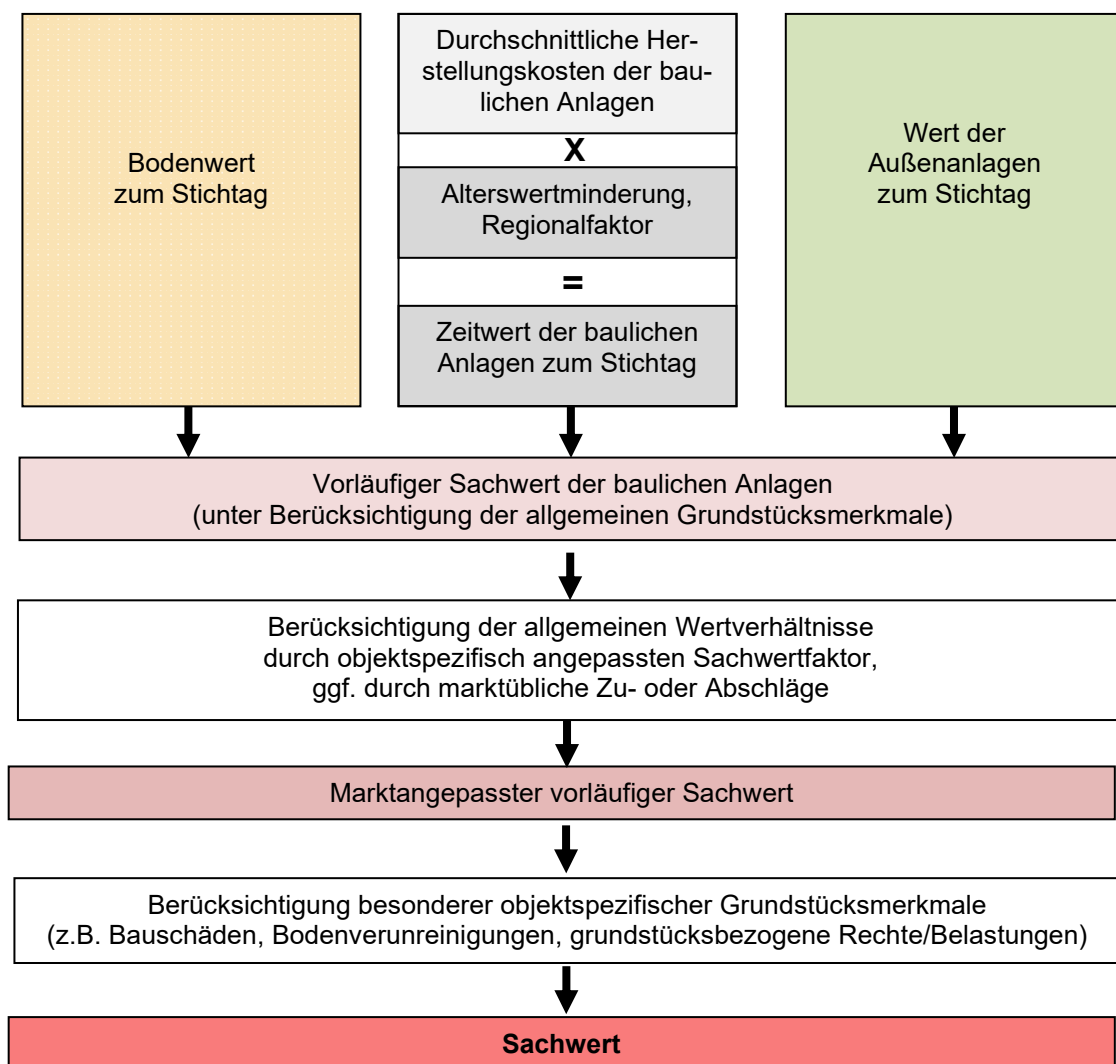 Bodenwert
zum Stichtag
Durchschnittliche Her-
stellungskosten der bau-
lichen Anlagen
X
Alterswertminderung,
Regionalfaktor
=
Zeitwert der baulichen
Anlagen zum Stichtag
Wert der
Außenanlagen
zum Stichtag
Vorläufiger Sachwert der baulichen Anlagen
(unter Berücksichtigung der allgemeinen Grundstücksmerkmale)
Berücksichtigung der allgemeinen Wertverhältnisse
durch objektspezifisch angepassten Sachwertfaktor,
ggf. durch marktübliche Zu- oder Abschläge
Marktangepasster vorläufiger Sachwert
Berücksichtigung besonderer objektspezifischer Grundstücksmerkmale
(z.B. Bauschäden, Bodenverunreinigungen, grundstücksbezogene Rechte/Belastungen)
Sachwert